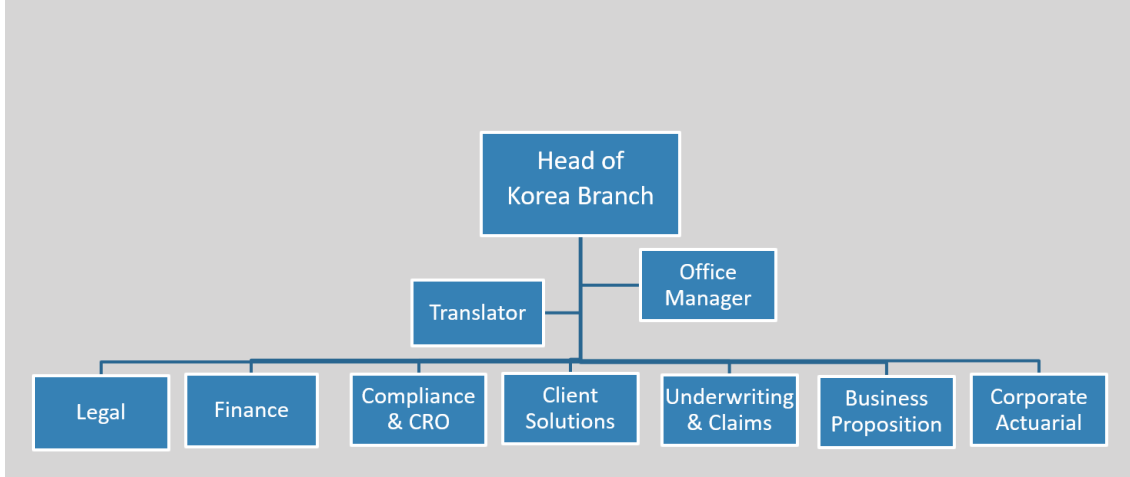 Head of
Korea Branch
Office
Manager
Translator
Legal
Finance
Compliance
& CRO
Client
Solutions
Underwriting
& Claims
Business
Proposition
Corporate
Actuarial